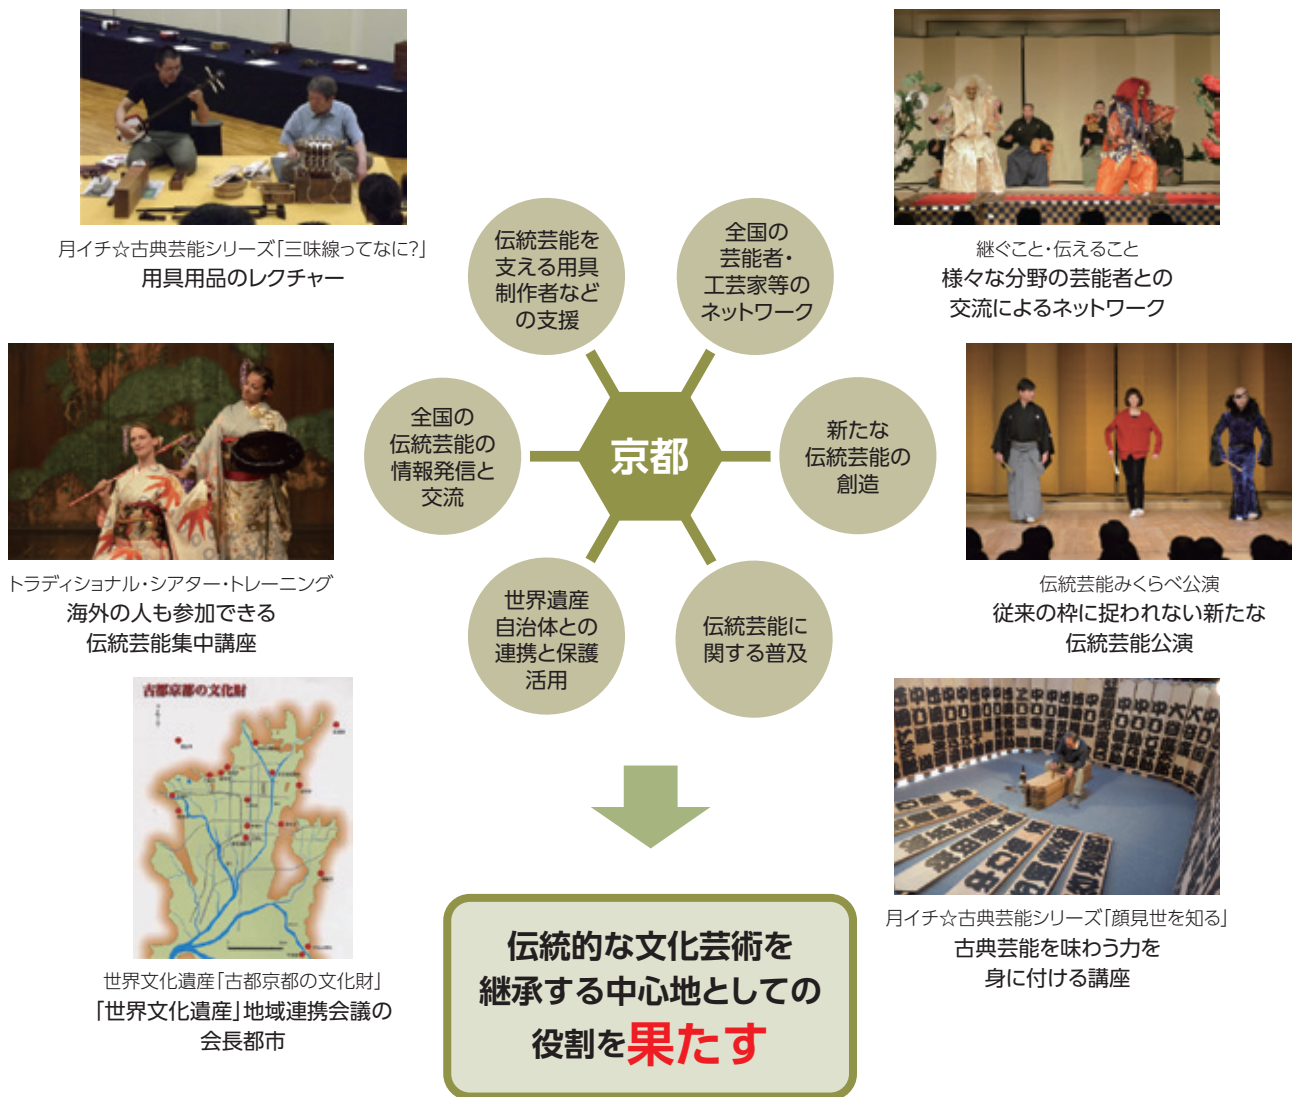 月イチ☆古典芸能シリーズ「三味線ってなに?」
用具用品のレクチャー
継ぐこと・伝えること
様々な分野の芸能者との
交流によるネットワーク
伝統芸能を
支える用具
制作者など
の支援
全国の
芸能者・
工芸家等の
ネットワーク
全国の
伝統芸能の
情報発信と
交流
京都
新たな
伝統芸能の
創造
世界遺産
自治体との
連携と保護
活用
伝統芸能に
関する普及
トラディショナル・シアター・トレーニング
海外の人も参加できる
伝統芸能集中講座
伝統芸能みくらべ公演
従来の枠に捉われない新たな
伝統芸能公演
古都京都の文化財
世界文化遺産「古都京都の文化財」
「世界文化遺産」地域連携会議の
会長都市
月イチ☆古典芸能シリーズ「顔見世を知る」
古典芸能を味わう力を
身に付ける講座
伝統的な文化芸術を
継承する中心地としての
役割を果たす